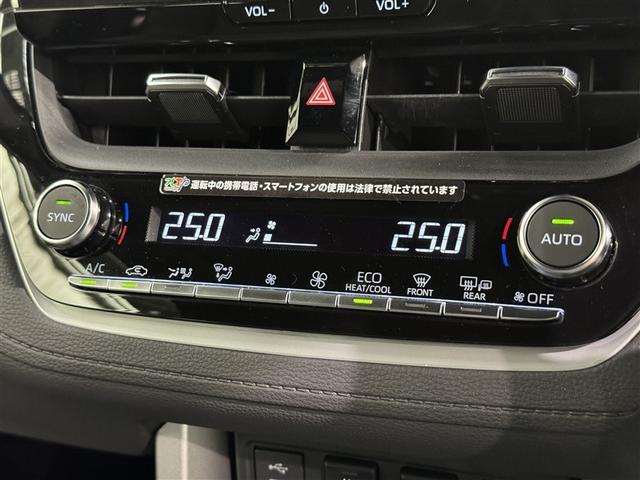 VOL- VOL+
運転中の携帯電話・スマートフォンの使用は法律で禁止されています
SYNC 25.0 25.0 AUTO
A/C ECO HEAT/COOL FRONT REAR OFF